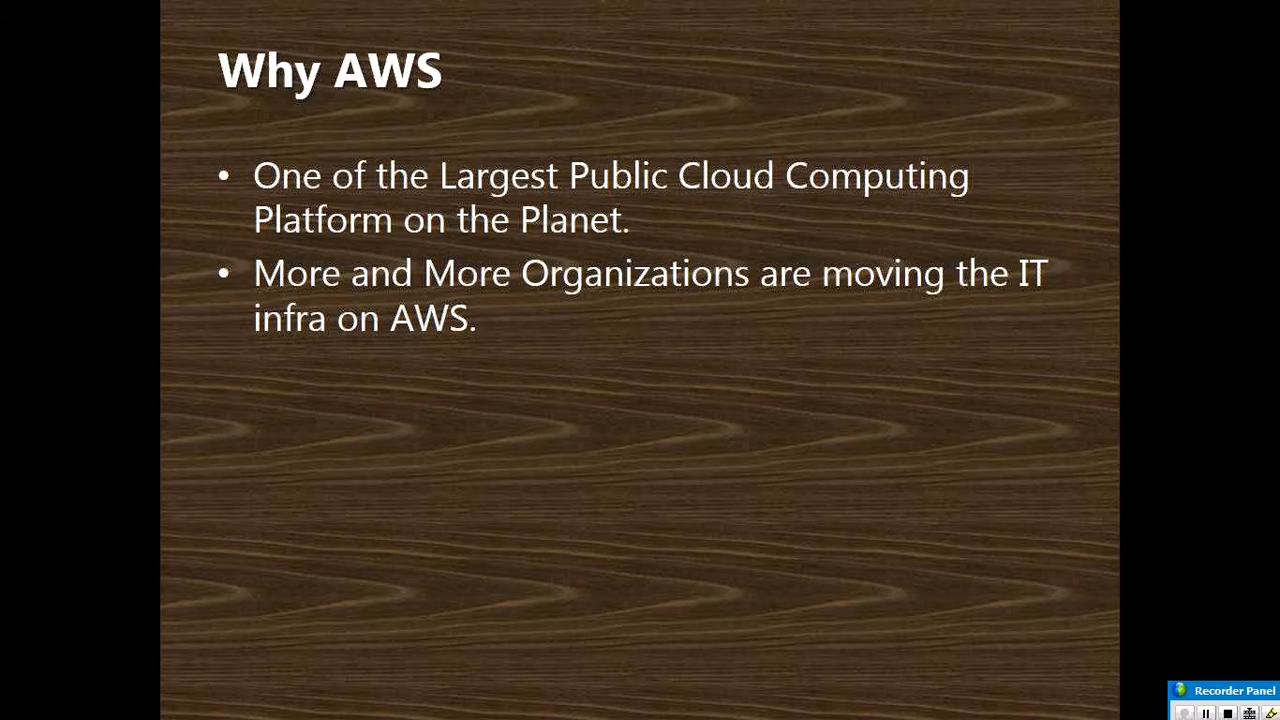 Why AWS
• One of the Largest Public Cloud Computing
Platform on the Planet.
• More and More Organizations are moving the IT
infra on AWS.
Recorder Panel